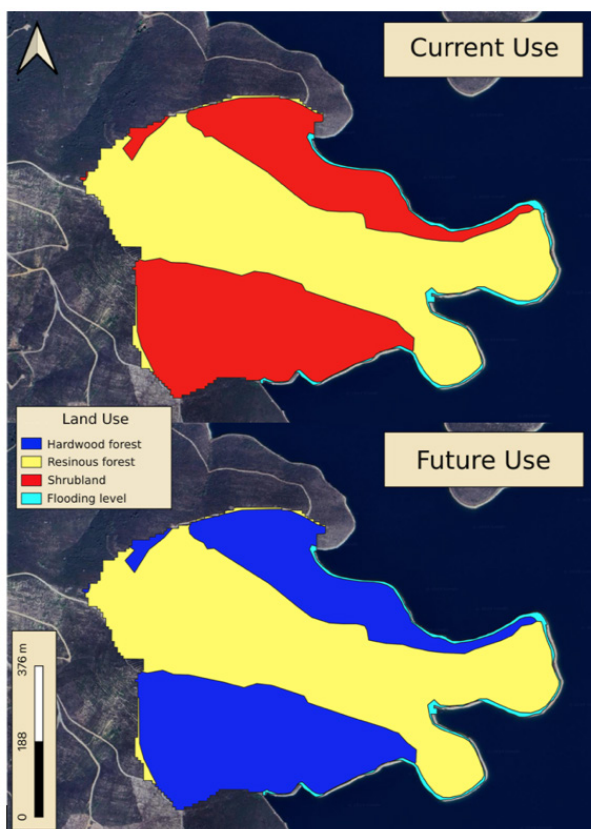 Current Use
Land Use
Hardwood forest
Resinous forest
Shrubland
Flooding level
Future Use
376 m
188
0